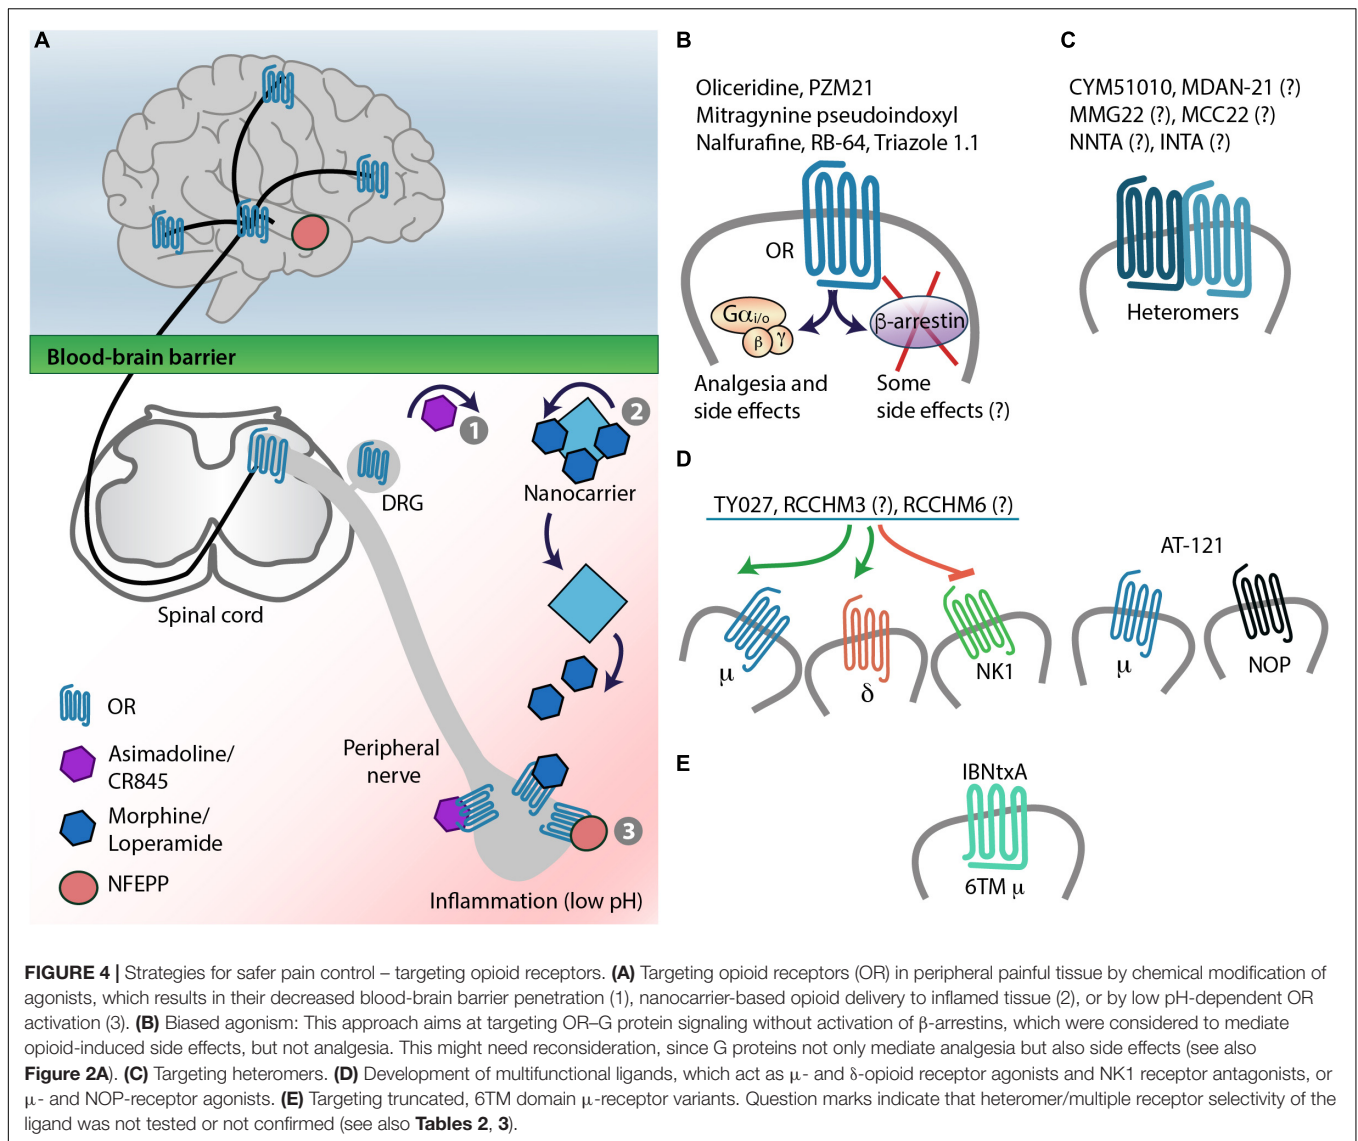 A
Blood-brain barrier
1
2
Nanocarrier
DRG
Spinal cord
OR
Asimadoline/
CR845
Morphine/
Loperamide
NFEPP
Peripheral
nerve
3
Inflammation (low pH)
B
Oliceridine, PZM21
Mitragynine pseudoindoxyl
Nalfurafine, RB-64, Triazole 1.1
OR
Gαi/o
β γ
β-arrestin
Analgesia and
side effects
Some
side effects (?)
C
CYM51010, MDAN-21 (?)
MMG22 (?), MCC22 (?)
NNTA (?), INTA (?)
Heteromers
D
TY027, RCCHM3 (?), RCCHM6 (?)
μ
δ
NK1
AT-121
μ
NOP
E
IBNtxA
6TM μ
FIGURE 4 | Strategies for safer pain control – targeting opioid receptors. (A) Targeting opioid receptors (OR) in peripheral painful tissue by chemical modification of
agonists, which results in their decreased blood-brain barrier penetration (1), nanocarrier-based opioid delivery to inflamed tissue (2), or by low pH-dependent OR
activation (3). (B) Biased agonism: This approach aims at targeting OR–G protein signaling without activation of β-arrestins, which were considered to mediate
opioid-induced side effects, but not analgesia. This might need reconsideration, since G proteins not only mediate analgesia but also side effects (see also
Figure 2A). (C) Targeting heteromers. (D) Development of multifunctional ligands, which act as μ- and δ-opioid receptor agonists and NK1 receptor antagonists, or
μ- and NOP-receptor agonists. (E) Targeting truncated, 6TM domain μ-receptor variants. Question marks indicate that heteromer/multiple receptor selectivity of the
ligand was not tested or not confirmed (see also Tables 2, 3).